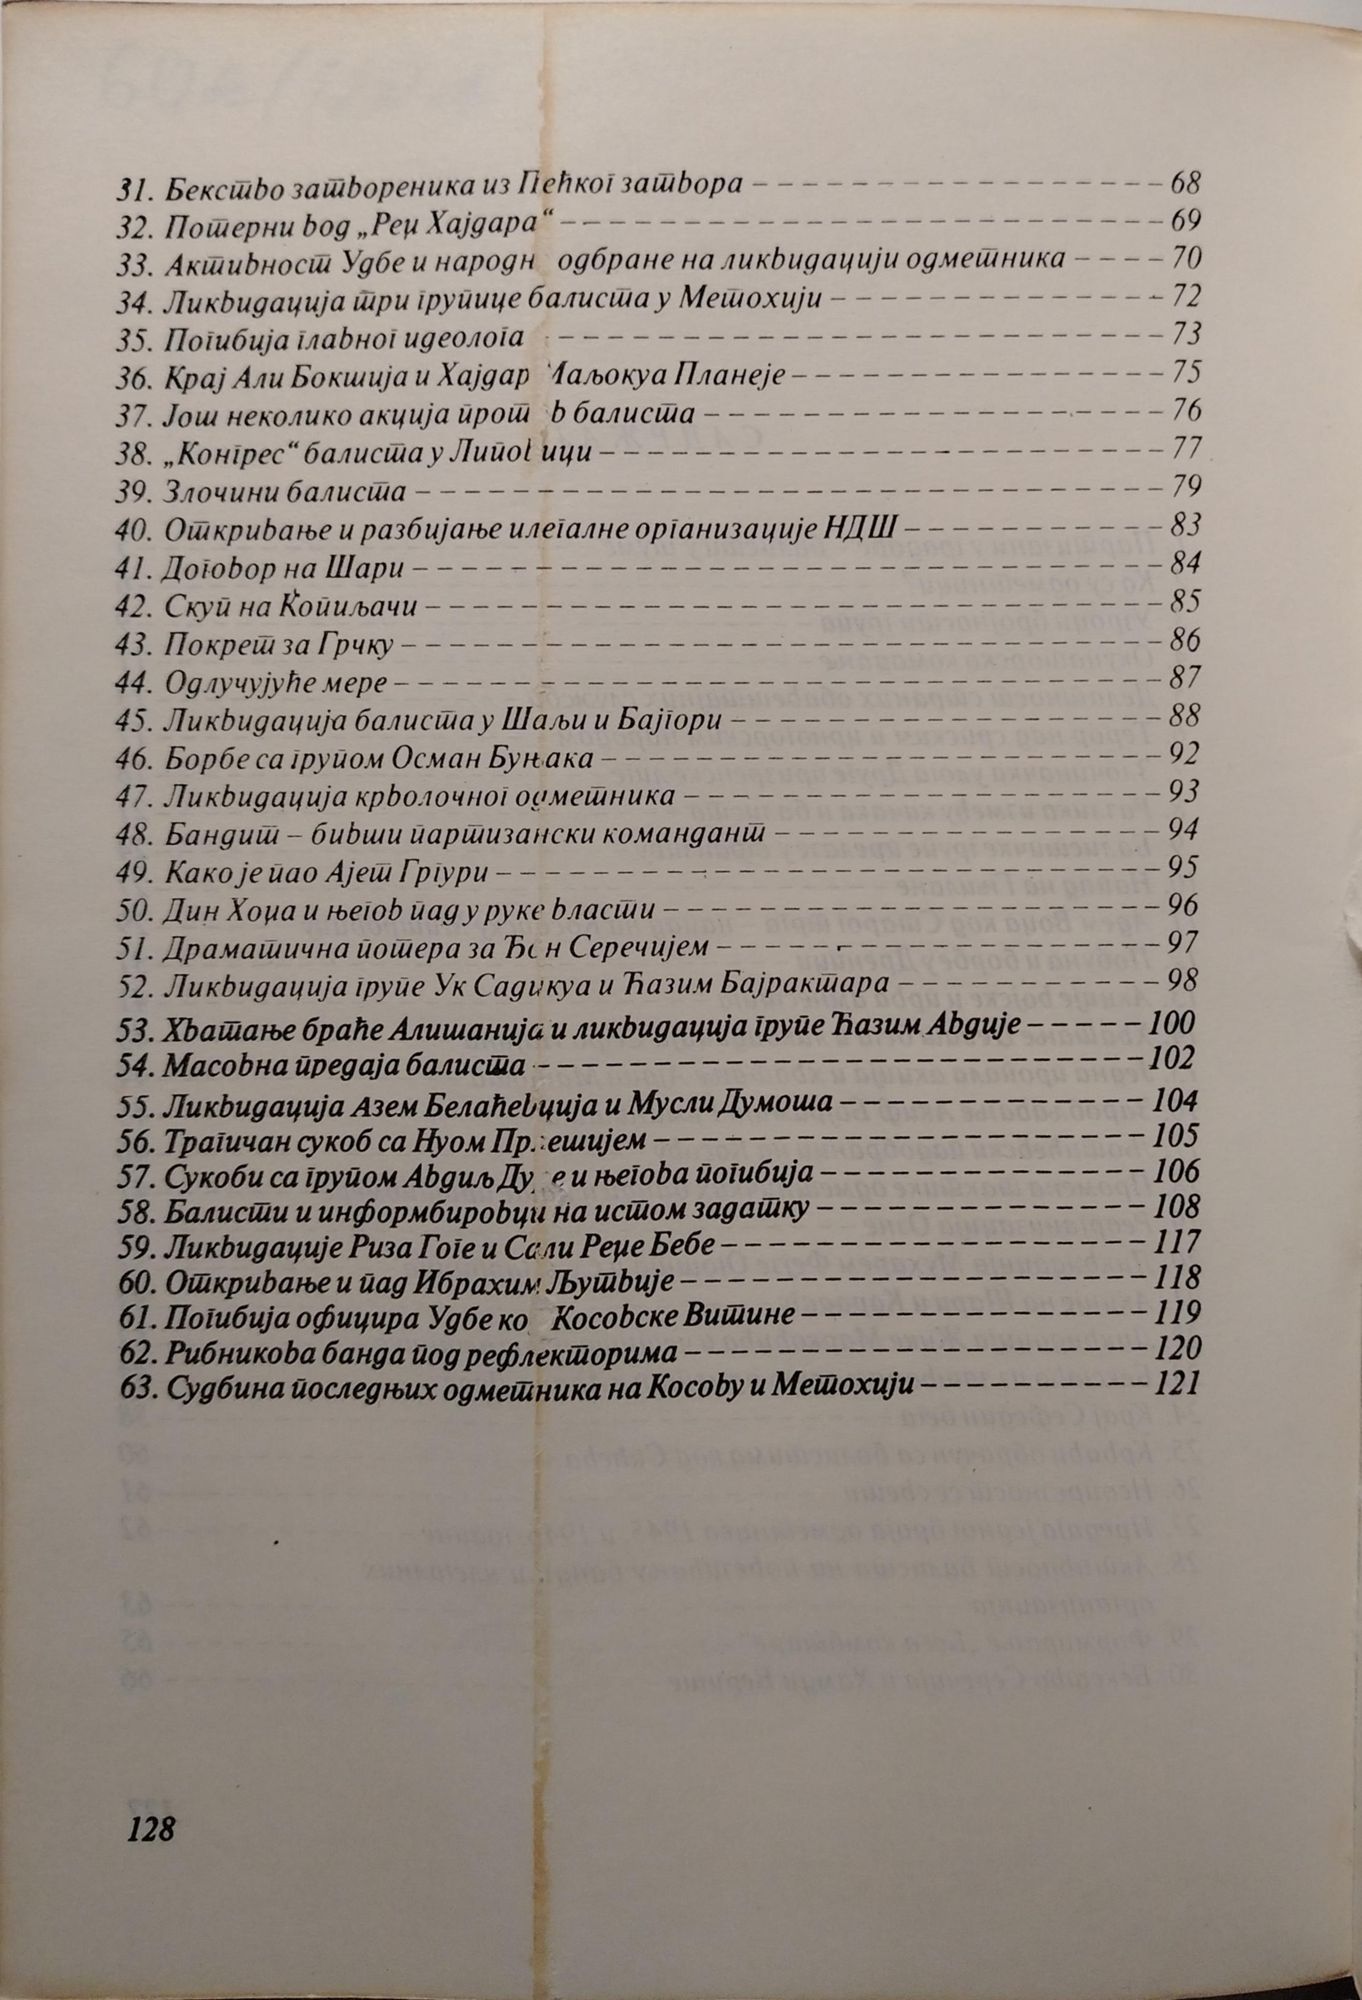 31. Бекство затвореника из Пећког затвора – – – – – – – – – – – – – – – – – – 68
32. Потерни вод „Реџ Хајдара“ – – – – – – – – – – – – – – – – – – – – – – – – – 69
33. Активност Удбе и народн одбране на ликвидацији одметника – – – – 70
34. Ликвидација три групице балиста у Метохији – – – – – – – – – – – – – – – 72
35. Погибија главног идеолога – – – – – – – – – – – – – – – – – – – – – – – – – – 73
36. Крај Али Бокшија и Хајдар Маљокуа Планеје – – – – – – – – – – – – – – – – 75
37. Још неколико акција против балиста – – – – – – – – – – – – – – – – – – – – 76
38. „Конгрес“ балиста у Липовици – – – – – – – – – – – – – – – – – – – – – – – – 77
39. Злочини балиста – – – – – – – – – – – – – – – – – – – – – – – – – – – – – – – 79
40. Откривање и разбијање илегалне организације НДШ – – – – – – – – – – – 83
41. Договор на Шари – – – – – – – – – – – – – – – – – – – – – – – – – – – – – – – 84
42. Скуп на Копиљачи – – – – – – – – – – – – – – – – – – – – – – – – – – – – – – – 85
43. Покрет за Грчку – – – – – – – – – – – – – – – – – – – – – – – – – – – – – – – – 86
44. Одлучујуће мере – – – – – – – – – – – – – – – – – – – – – – – – – – – – – – – – 87
45. Ликвидација балиста у Шаљи и Бајгори – – – – – – – – – – – – – – – – – – – 88
46. Борбе са групом Осман Буњака – – – – – – – – – – – – – – – – – – – – – – – – 92
47. Ликвидација крволочног одметника – – – – – – – – – – – – – – – – – – – – – 93
48. Бандит – бивши партизански командант – – – – – – – – – – – – – – – – – 94
49. Како је пао Ајет Гргури – – – – – – – – – – – – – – – – – – – – – – – – – – – – 95
50. Дин Хоџа и његов пад у руке власти – – – – – – – – – – – – – – – – – – – – – – 96
51. Драматична потера за Ђон Серечијем – – – – – – – – – – – – – – – – – – – 97
52. Ликвидација групе Ук Садикуа и Ћазим Бајрактара – – – – – – – – – – – – 98
53. Хватање браће Алишанија и ликвидација групе Ћазим Авдије – – – – – 100
54. Масовна предаја балиста – – – – – – – – – – – – – – – – – – – – – – – – – – 102
55. Ликвидација Азем Белаћевција и Мусли Думоша – – – – – – – – – – – – – 104
56. Трагичан сукоб са Нуом Прешијем – – – – – – – – – – – – – – – – – – – – – 105
57. Сукоби са групом Авдиљ Ду е и његова погибија – – – – – – – – – – – – – – 106
58. Балисти и информбировци на истом задатку – – – – – – – – – – – – – – 108
59. Ликвидације Риза Гоге и Сали Реџе Бебе – – – – – – – – – – – – – – – – – – 117
60. Откривање и пад Ибрахим Љутвије – – – – – – – – – – – – – – – – – – – – 118
61. Погибија официра Удбе ко Косовске Витине – – – – – – – – – – – – – – – 119
62. Рибникова банда под рефлекторима – – – – – – – – – – – – – – – – – – – – 120
63. Судбина последњих одметника на Косову и Метохији – – – – – – – – – – 121
128